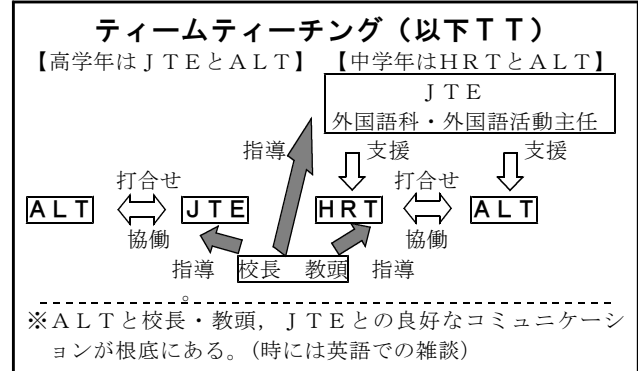 ティームティーチング（以下ＴＴ）
【高学年はＪＴＥとＡＬＴ】 【中学年はHRTとＡＬＴ】
ＪＴＥ
外国語科・外国語活動主任
指導 支援 支援
打合せ 打合せ
ＡＬＴ ＪＴＥ ＨＲＴ ＡＬＴ
協働 協働
指導 校長 教頭 指導
。
※ＡＬＴと校長・教頭，ＪＴＥとの良好なコミュニケーシ
ョンが根底にある。（時には英語での雑談）